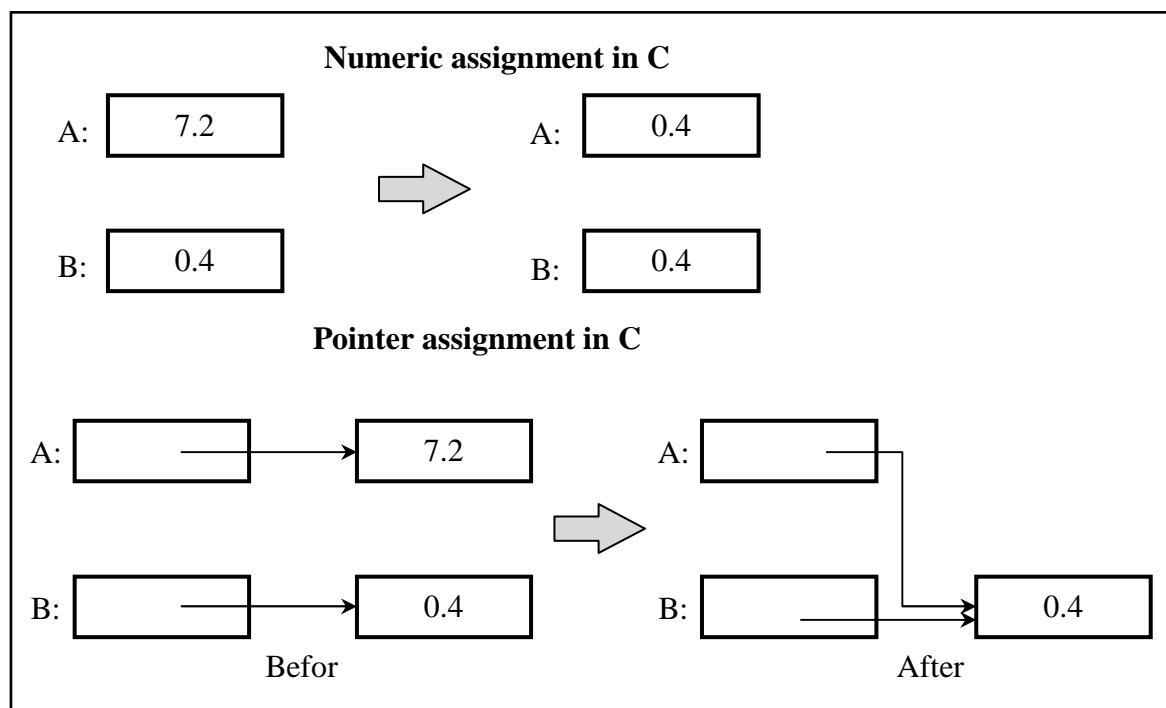 Numeric assignment in C
A: 7.2 A: 0.4
B: 0.4 B: 0.4
Pointer assignment in C
A: 7.2 A:
B: 0.4 B: 0.4
Befor After